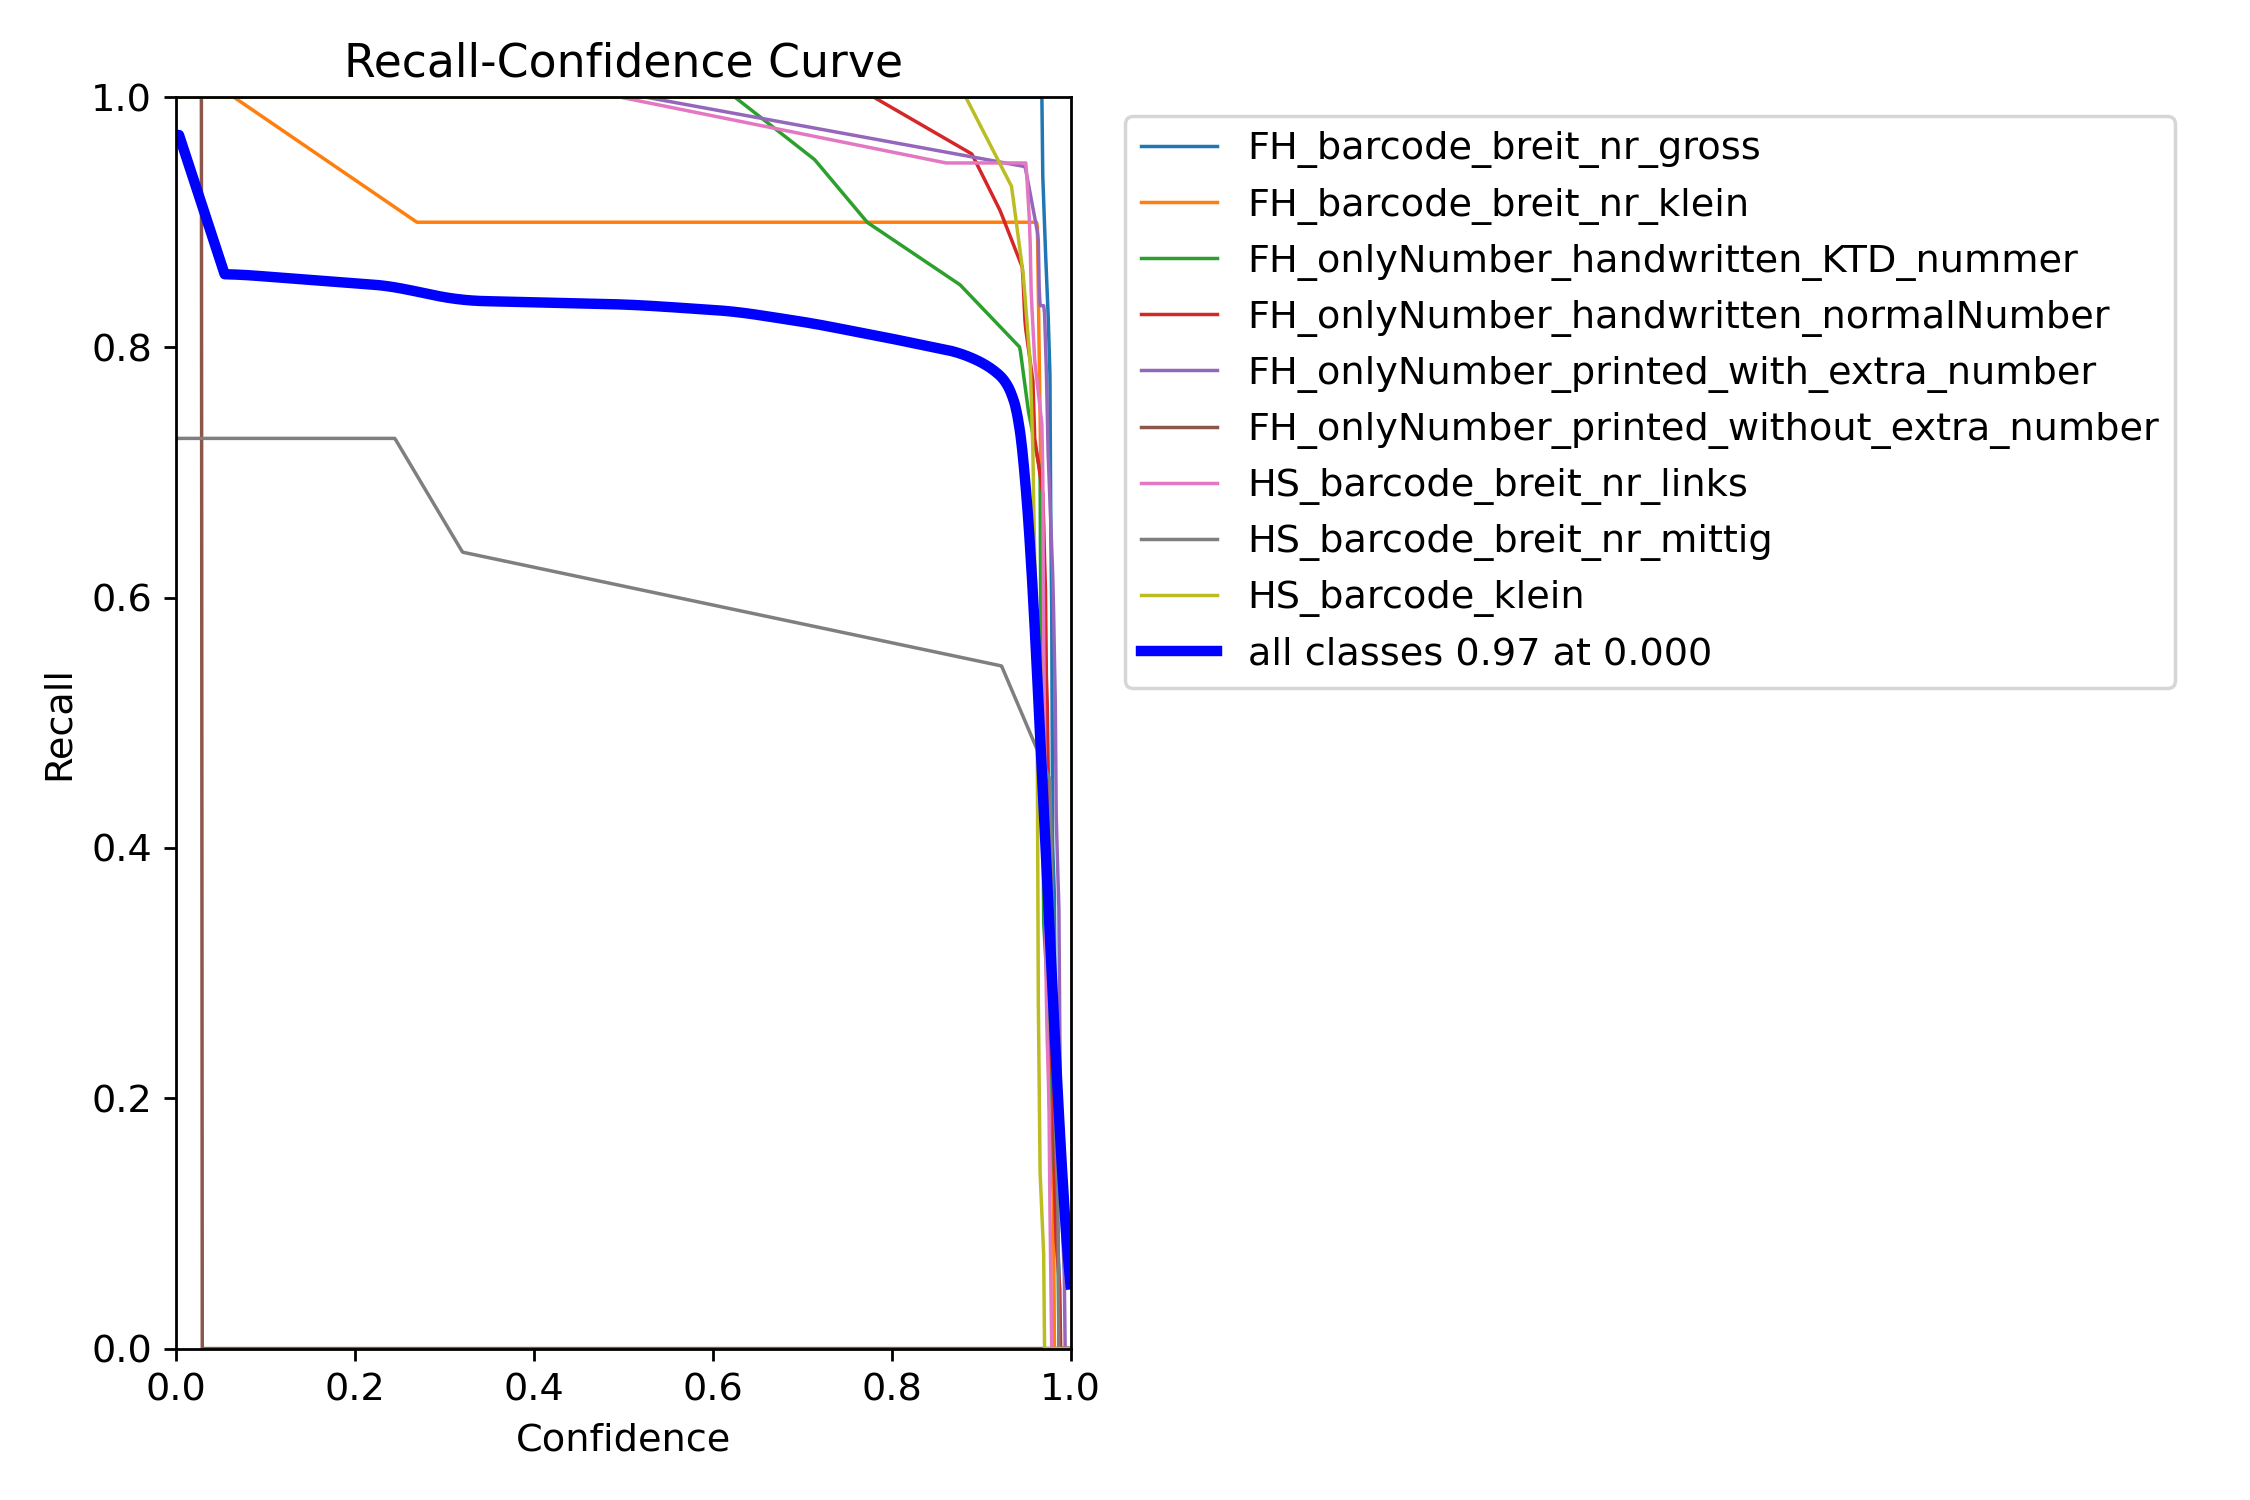 Recall-Confidence Curve
1.0
0.8
0.6
0.4
0.2
0.0
Recall
0.0 0.2 0.4 0.6 0.8 1.0
Confidence
FH_barcode_breit_nr_gross
FH_barcode_breit_nr_klein
FH_onlyNumber_handwritten_KTD_nummer
FH_onlyNumber_handwritten_normalNumber
FH_onlyNumber_printed_with_extra_number
FH_onlyNumber_printed_without_extra_number
HS_barcode_breit_nr_links
HS_barcode_breit_nr_mittig
HS_barcode_klein
all classes 0.97 at 0.000